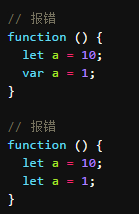 // 报错
function () {
  let a = 10;
  var a = 1;
}

// 报错
function () {
  let a = 10;
  let a = 1;
}